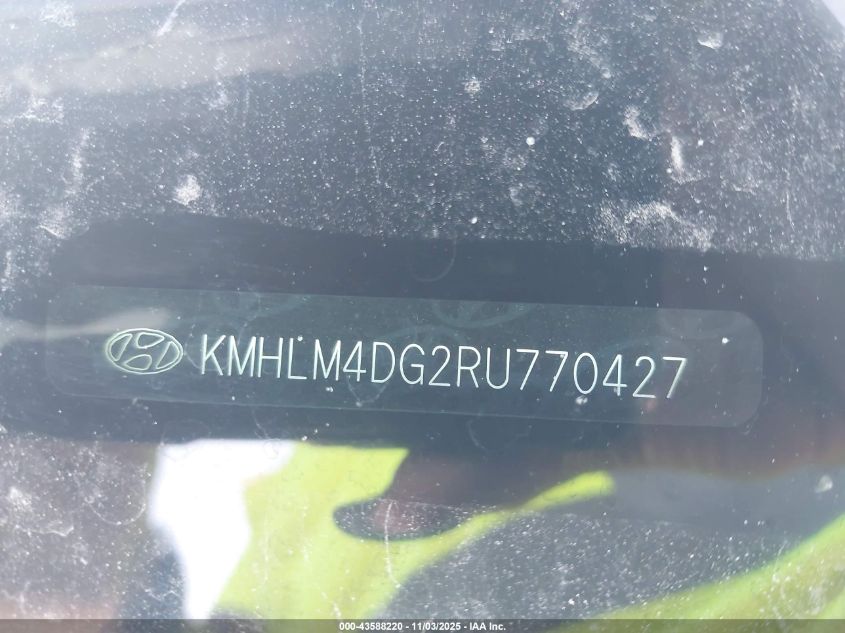 KMHLM4DG2RU770427
000-43588220 - 11/03/2025 - IAA Inc.